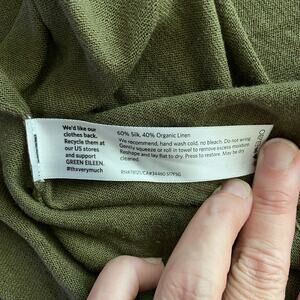 We'd like our
clothes back.
Recycle them at
our US stores
and support
GREEN EILEEN.
#thxverymuch
60% Silk, 40% Organic Linen
We recommend, hand wash cold, no bleach. Do not wring
Gently squeeze or roll in towel to remove excess moisture.
Reshape and lay flat to dry. Press to restore. May be dry
cleaned.